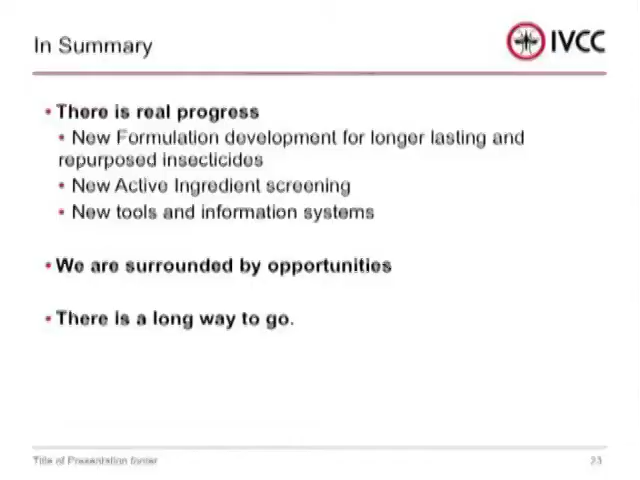 In Summary
IVCC
• There is real progress
• New Formulation development for longer lasting and
repurposed insecticides
• New Active Ingredient screening
• New tools and information systems
• We are surrounded by opportunities
• There is a long way to go.
Title of Presentation footer
23